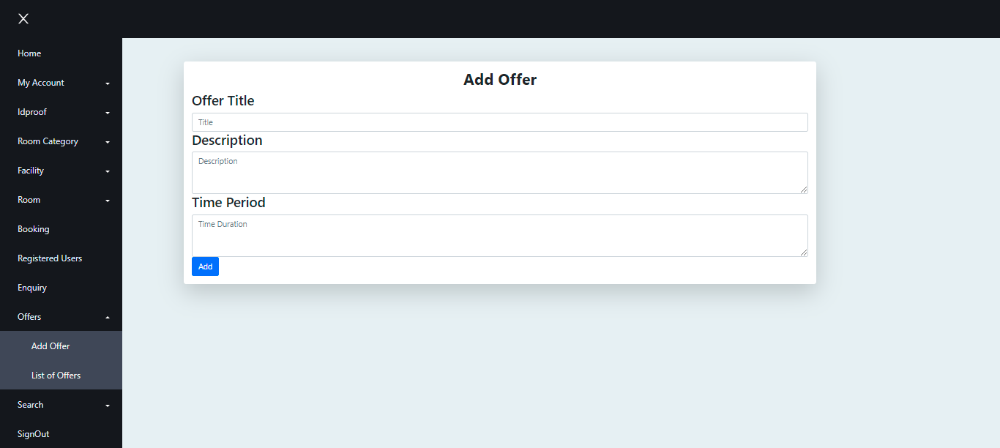 Home
My Account
Idproof
Room Category
Facility
Room
Booking
Registered Users
Enquiry
Offers
Add Offer
List of Offers
Search
SignOut
Add Offer
Offer Title
Title
Description
Description
Time Period
Time Duration
Add